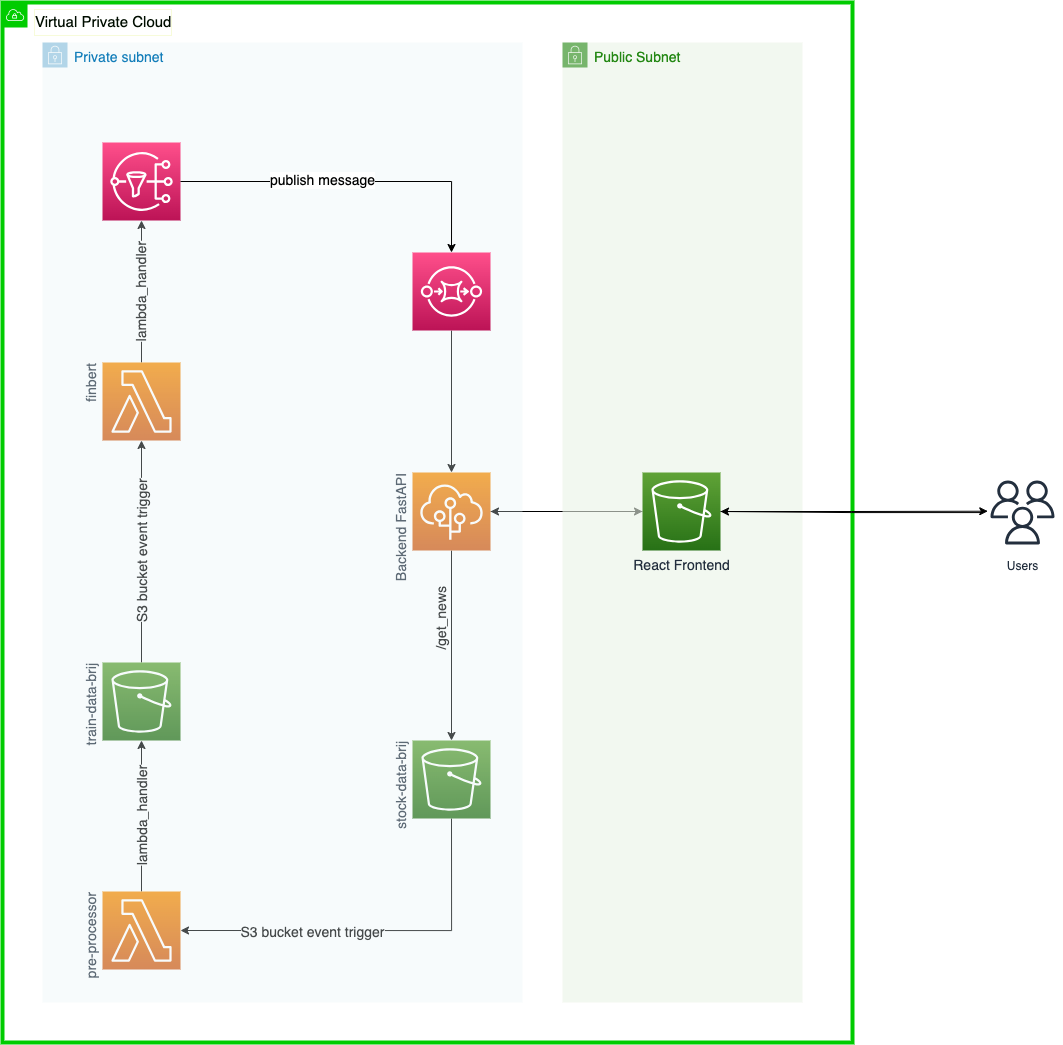 Virtual Private Cloud
Private subnet
Public Subnet
publish message
lambda_handler
finbert
S3 bucket event trigger
Backend FastAPI
React Frontend
Users
/get_news
train-data-brij
stock-data-brij
lambda_handler
pre-processor
S3 bucket event trigger